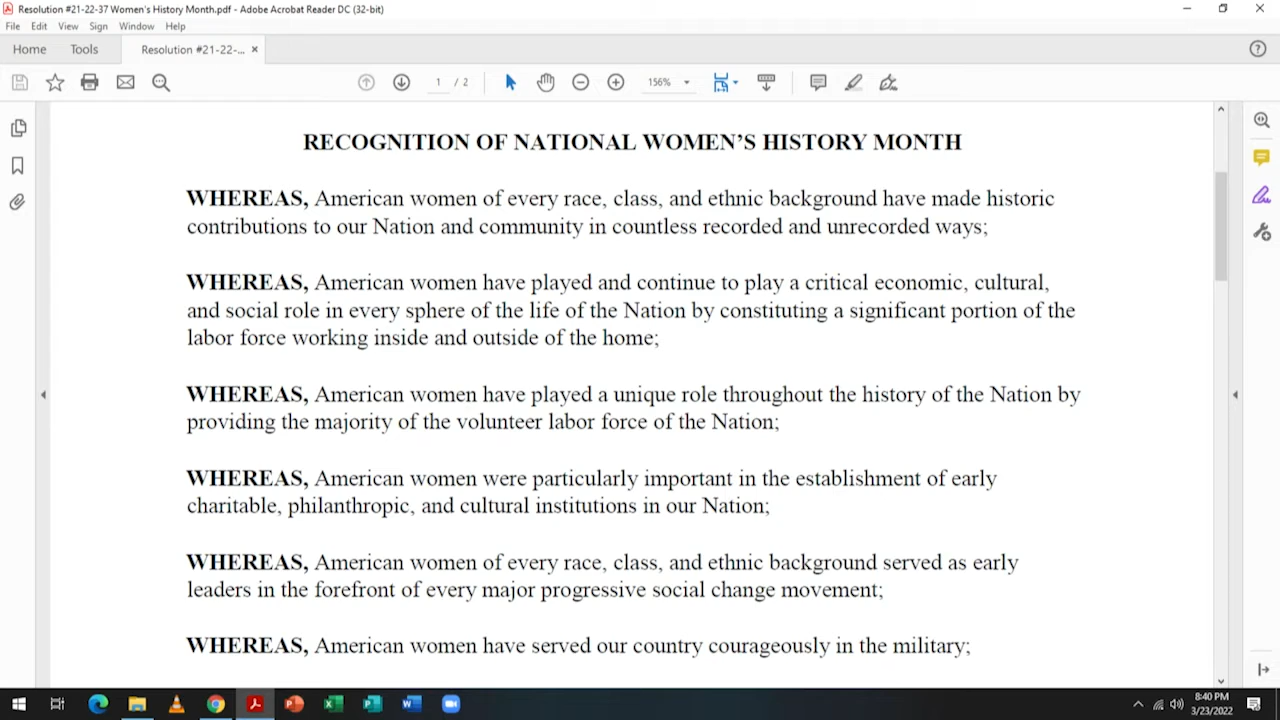 Resolution #21-22-37 Women's History Month.pdf - Adobe Acrobat Reader DC (32-bit)
File Edit View Sign Window Help
Home Tools Resolution #21-22-... ×
1 / 2 156%
RECOGNITION OF NATIONAL WOMEN'S HISTORY MONTH
WHEREAS, American women of every race, class, and ethnic background have made historic
contributions to our Nation and community in countless recorded and unrecorded ways;
WHEREAS, American women have played and continue to play a critical economic, cultural,
and social role in every sphere of the life of the Nation by constituting a significant portion of the
labor force working inside and outside of the home;
WHEREAS, American women have played a unique role throughout the history of the Nation by
providing the majority of the volunteer labor force of the Nation;
WHEREAS, American women were particularly important in the establishment of early
charitable, philanthropic, and cultural institutions in our Nation;
WHEREAS, American women of every race, class, and ethnic background served as early
leaders in the forefront of every major progressive social change movement;
WHEREAS, American women have served our country courageously in the military;
8:40 PM
3/23/2022